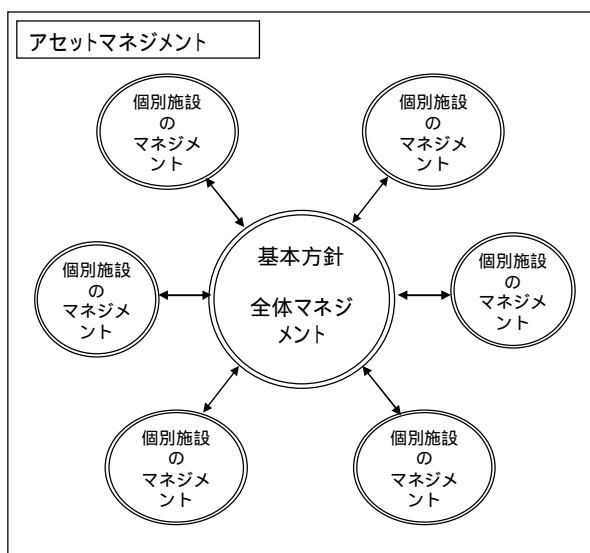 アセットマネジメント
個別施設
の
マネジメ
ント
個別施設
の
マネジメ
ント
基本方針
全体マネジ
メント
個別施設
の
マネジメ
ント
個別施設
の
マネジメ
ント
個別施設
の
マネジメ
ント
個別施設
の
マネジメ
ント